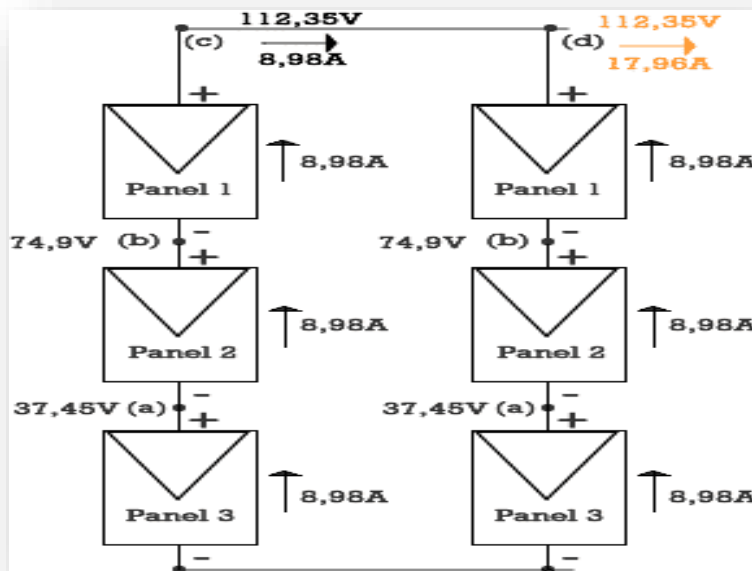 112,35V
(c)
8,98A
(d)
112,35V
17,96A
+
+
Panel 1
8,98A
Panel 1
8,98A
-
-
74,9V (b)
74,9V (b)
+
+
Panel 2
8,98A
Panel 2
8,98A
-
-
37,45V (a)
37,45V (a)
+
+
Panel 3
8,98A
Panel 3
8,98A
-
-